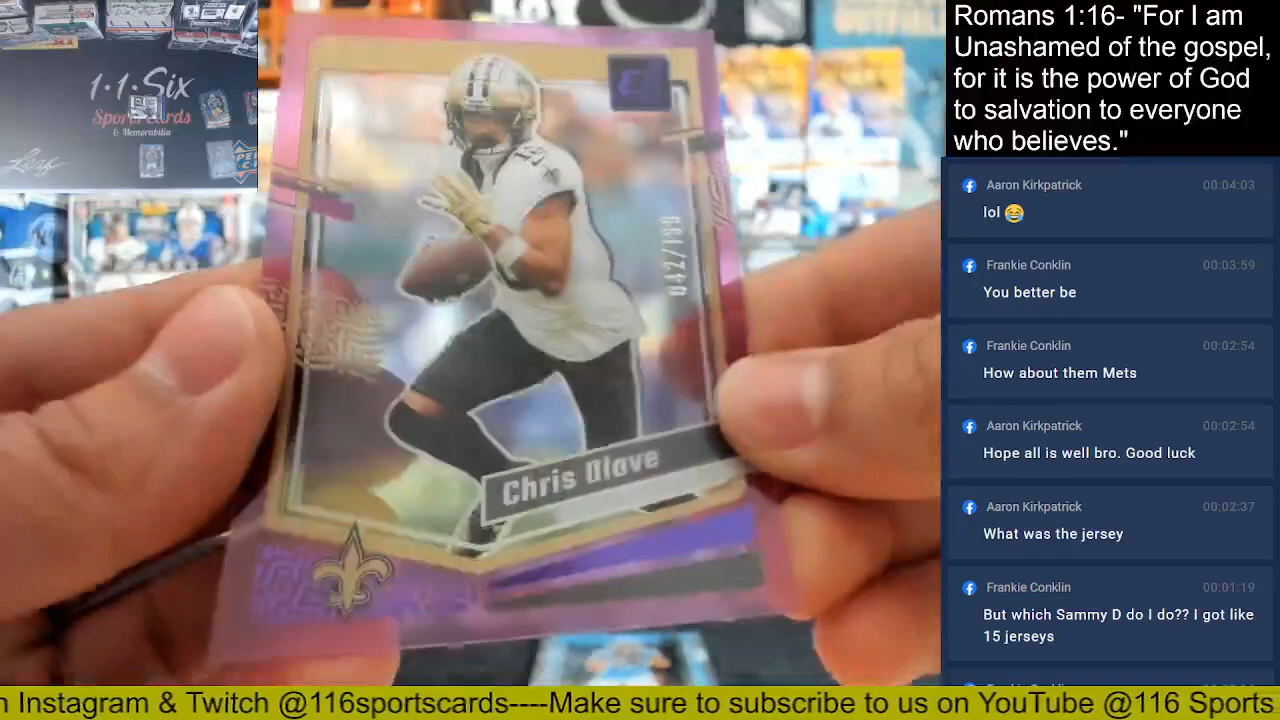 1·1·Six
Sports Cards
& Memorabilia
Leaf
Chris Olave
Romans 1:16- "For I am
Unashamed of the gospel,
for it is the power of God
to salvation to everyone
who believes."
Aaron Kirkpatrick 00:04:03
lol 😂
Frankie Conklin 00:03:59
You better be
Frankie Conklin 00:02:54
How about them Mets
Aaron Kirkpatrick 00:02:54
Hope all is well bro. Good luck
Aaron Kirkpatrick 00:02:37
What was the jersey
Frankie Conklin 00:01:19
But which Sammy D do I do?? I got like
15 jerseys
n Instagram & Twitch @116sportscards----Make sure to subscribe to us on YouTube @116 Sports